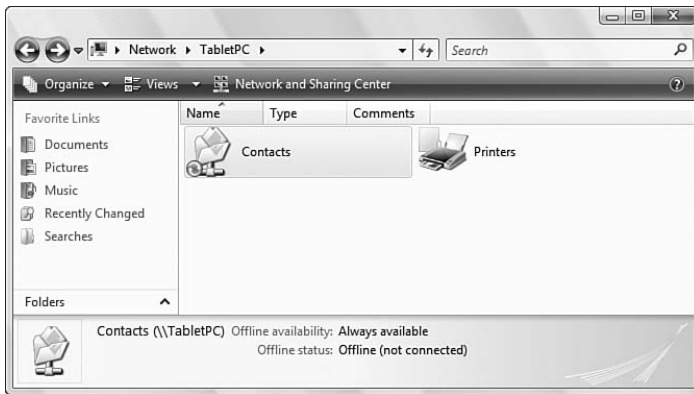 Network TabletPC
Search
Organize Views Network and Sharing Center
Favorite Links
Documents
Pictures
Music
Recently Changed
Searches
Folders
Name Type Comments
Contacts Printers
Contacts (\\TabletPC) Offline availability: Always available
Offline status: Offline (not connected)